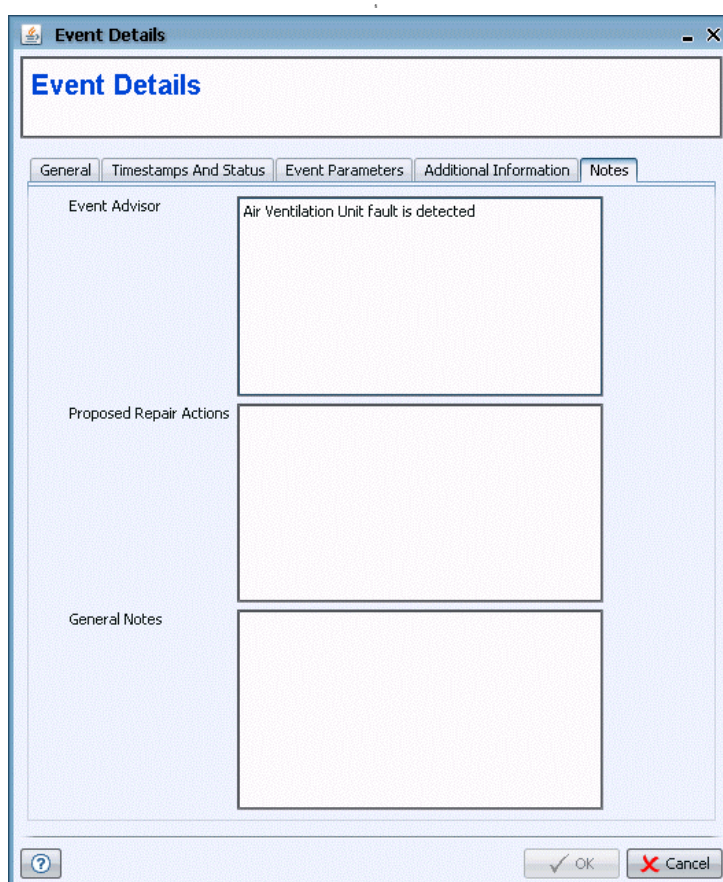 Event Details
Event Details
General Timestamps And Status Event Parameters Additional Information Notes
Event Advisor
Air Ventilation Unit fault is detected
Proposed Repair Actions
General Notes
? OK Cancel